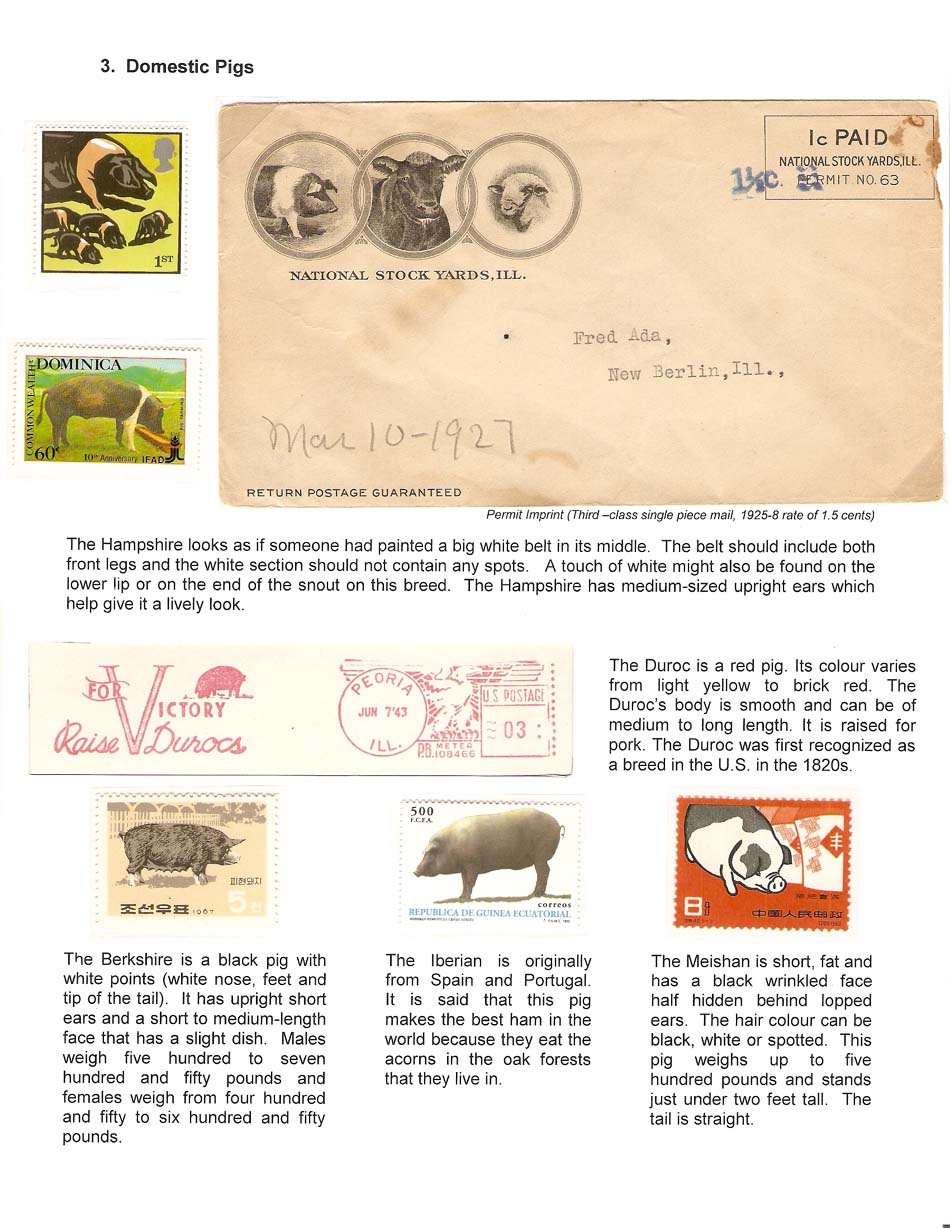 3. Domestic Pigs
1ST
1c PAID
NATIONAL STOCK YARDS, ILL.
PERMIT NO. 63
1½C.
NATIONAL STOCK YARDS, ILL.
Fred Ada,
New Berlin, Ill.,
Mar 10-1927
RETURN POSTAGE GUARANTEED
COMMONWEALTH
DOMINICA
60¢
10th Anniversary IFAD
Permit Imprint (Third –class single piece mail, 1925-8 rate of 1.5 cents)
The Hampshire looks as if someone had painted a big white belt in its middle. The belt should include both
front legs and the white section should not contain any spots. A touch of white might also be found on the
lower lip or on the end of the snout on this breed. The Hampshire has medium-sized upright ears which
help give it a lively look.
FOR VICTORY
Raise Durocs
PEORIA
JUN 7 '43
ILL.
U.S. POSTAGE
03
P.B. METER
108466
The Duroc is a red pig. Its colour varies
from light yellow to brick red. The
Duroc's body is smooth and can be of
medium to long length. It is raised for
pork. The Duroc was first recognized as
a breed in the U.S. in the 1820s.
피현돼지
5전
조선우표 1967
500
F.CFA.
correos
REPUBLICA DE GUINEA ECUATORIAL
8分
中國人民郵政
The Berkshire is a black pig with
white points (white nose, feet and
tip of the tail). It has upright short
ears and a short to medium-length
face that has a slight dish. Males
weigh five hundred to seven
hundred and fifty pounds and
females weigh from four hundred
and fifty to six hundred and fifty
pounds.
The Iberian is originally
from Spain and Portugal.
It is said that this pig
makes the best ham in the
world because they eat the
acorns in the oak forests
that they live in.
The Meishan is short, fat and
has a black wrinkled face
half hidden behind lopped
ears. The hair colour can be
black, white or spotted. This
pig weighs up to five
hundred pounds and stands
just under two feet tall. The
tail is straight.